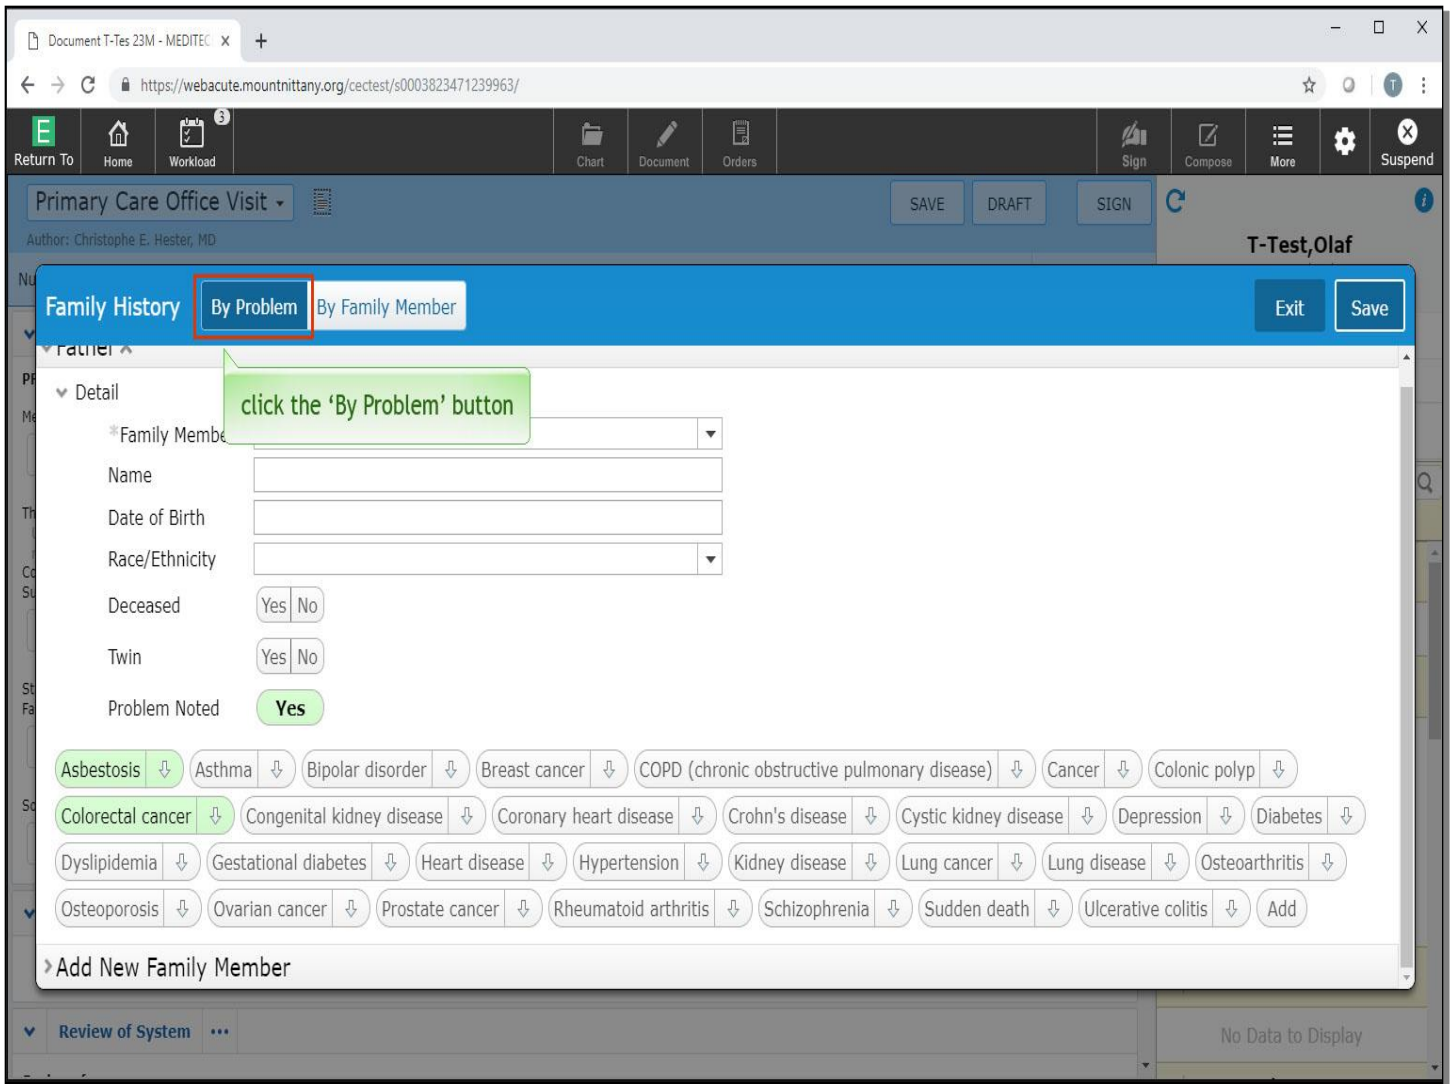 Document T-Tes 23M - MEDITEC X +
https://webacute.mountnittany.org/cectest/s0003823471239963/ T
E 3
Return To Home Workload Chart Document Orders Sign Compose More Suspend
Primary Care Office Visit SAVE DRAFT SIGN
Author: Christophe E. Hester, MD
T-Test,Olaf
Family History By Problem By Family Member Exit Save
Father
click the ‘By Problem’ button
Detail
*Family Membe
Name
Date of Birth
Race/Ethnicity
Deceased Yes No
Twin Yes No
Problem Noted Yes
Asbestosis Asthma Bipolar disorder Breast cancer COPD (chronic obstructive pulmonary disease) Cancer Colonic polyp
Colorectal cancer Congenital kidney disease Coronary heart disease Crohn's disease Cystic kidney disease Depression Diabetes
Dyslipidemia Gestational diabetes Heart disease Hypertension Kidney disease Lung cancer Lung disease Osteoarthritis
Osteoporosis Ovarian cancer Prostate cancer Rheumatoid arthritis Schizophrenia Sudden death Ulcerative colitis Add
Add New Family Member
Review of System
No Data to Display